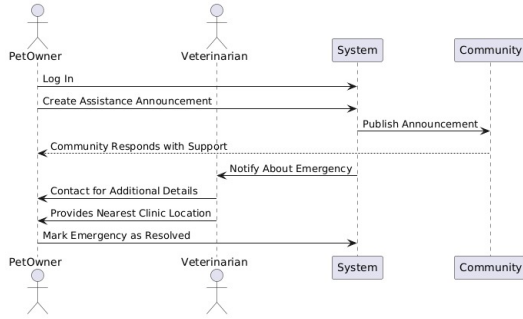 PetOwner Veterinarian System Community
Log In
Create Assistance Announcement
Publish Announcement
Community Responds with Support
Notify About Emergency
Contact for Additional Details
Provides Nearest Clinic Location
Mark Emergency as Resolved
PetOwner Veterinarian System Community